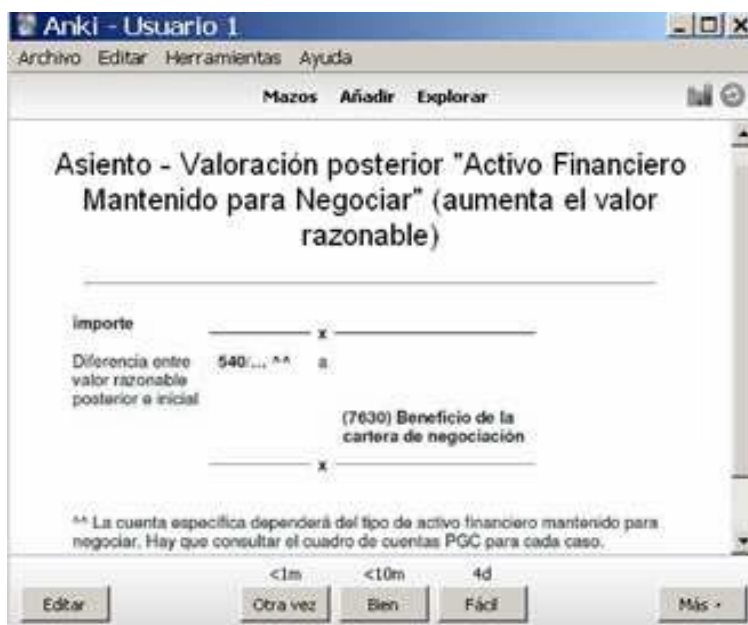 Anki - Usuario 1
Archivo Editar Herramientas Ayuda
Mazos Añadir Explorar
Asiento - Valoración posterior "Activo Financiero
Mantenido para Negociar" (aumenta el valor
razonable)
importe
x
Diferencia entre 540/... ^^ a
valor razonable
posterior e inicial
(7630) Beneficio de la
cartera de negociación
x
^^ La cuenta específica dependerá del tipo de activo financiero mantenido para
negociar. Hay que consultar el cuadro de cuentas PGC para cada caso.
<1m <10m 4d
Editar Otra vez Bien Fácil Más